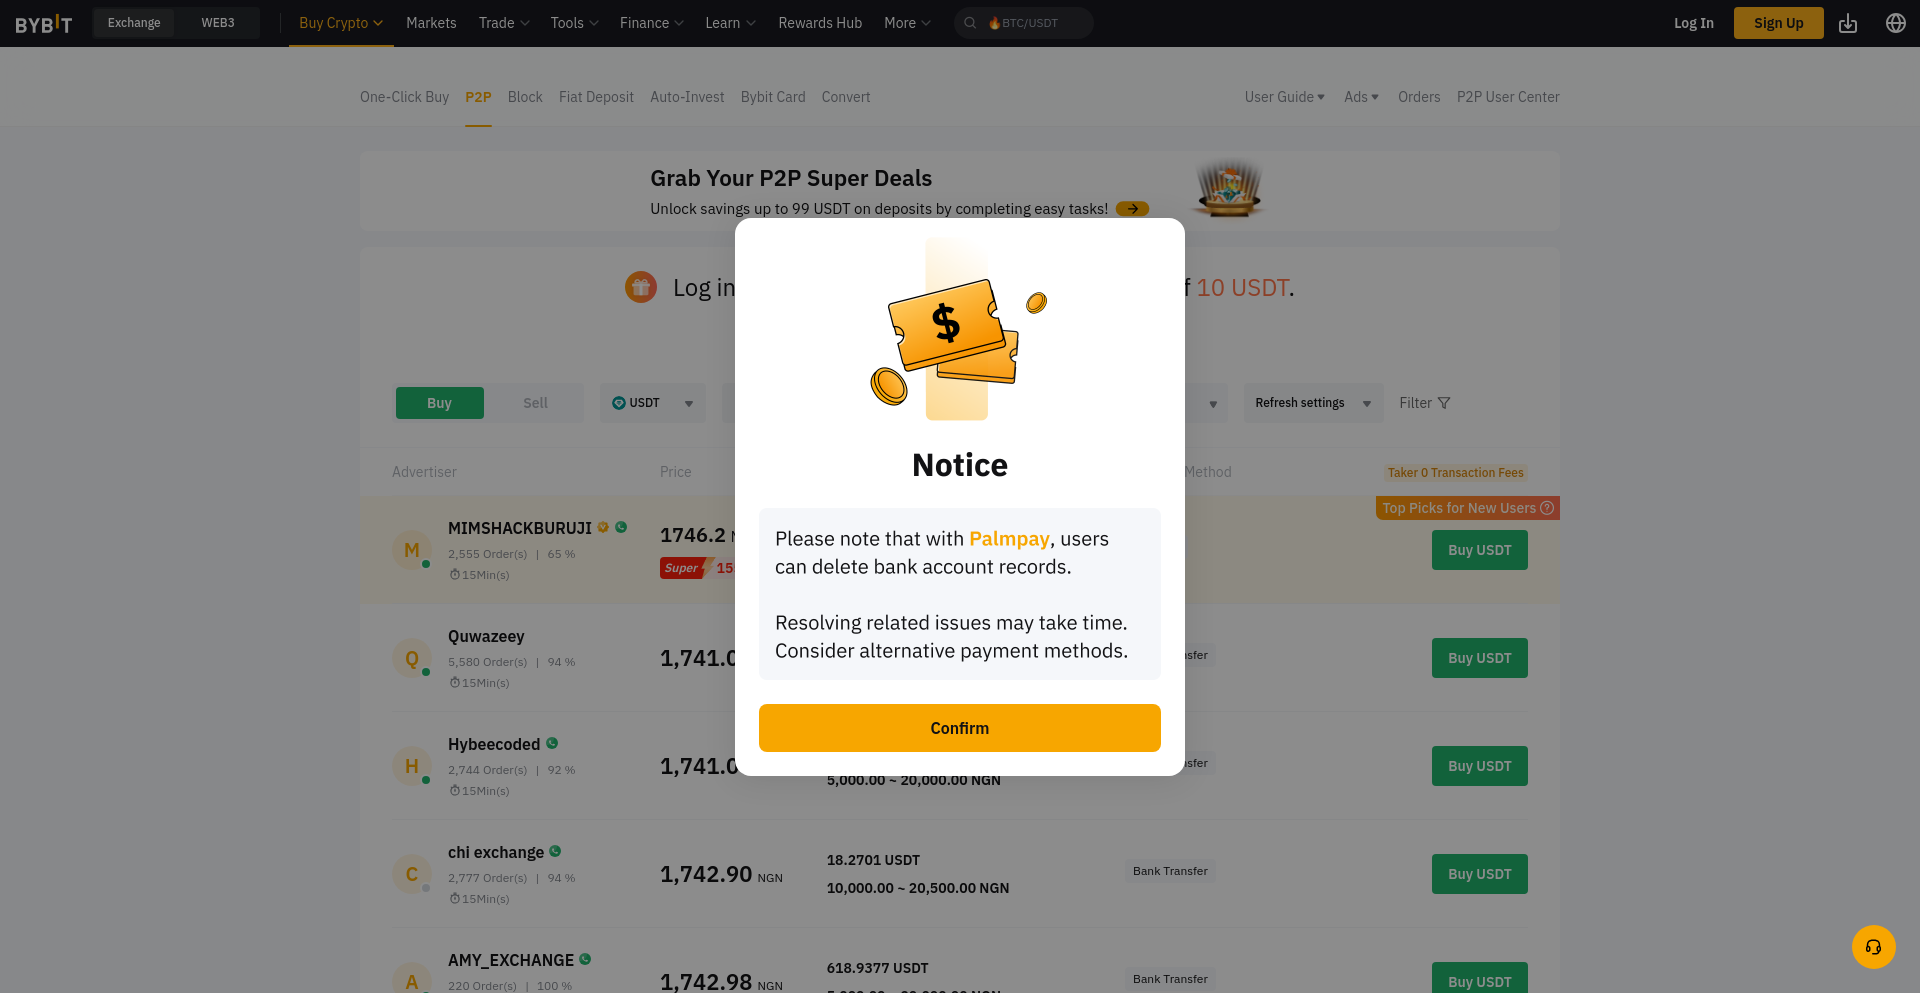 BYBIT Exchange WEB3 Buy Crypto Markets Trade Tools Finance Learn Rewards Hub More BTC/USDT Log In Sign Up
One-Click Buy P2P Block Fiat Deposit Auto-Invest Bybit Card Convert User Guide Ads Orders P2P User Center
Grab Your P2P Super Deals
Unlock savings up to 99 USDT on deposits by completing easy tasks!
Log in f 10 USDT.
Buy Sell USDT Refresh settings Filter
Advertiser Price Method Taker 0 Transaction Fees
Top Picks for New Users
MIMSHACKBURUJI
M
2,555 Order(s) | 65 %
15Min(s)
1746.2
Super 15
Buy USDT
Quwazeey
Q
5,580 Order(s) | 94 %
15Min(s)
1,741.0
sfer
Buy USDT
Hybeecoded
H
2,744 Order(s) | 92 %
15Min(s)
1,741.0
5,000.00 ~ 20,000.00 NGN
sfer
Buy USDT
chi exchange
C
2,777 Order(s) | 94 %
15Min(s)
1,742.90 NGN
18.2701 USDT
10,000.00 ~ 20,500.00 NGN
Bank Transfer
Buy USDT
AMY_EXCHANGE
A
220 Order(s) | 100 %
1,742.98 NGN
618.9377 USDT
Bank Transfer
Buy USDT
$
Notice
Please note that with Palmpay, users
can delete bank account records.
Resolving related issues may take time.
Consider alternative payment methods.
Confirm